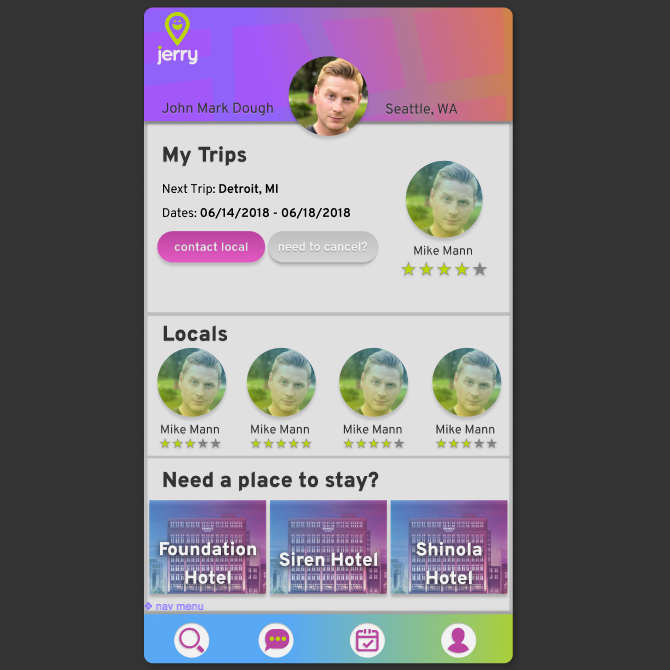 jerry
John Mark Dough
Seattle, WA
My Trips
Next Trip: Detroit, MI
Dates: 06/14/2018 - 06/18/2018
contact local
need to cancel?
Mike Mann
Locals
Mike Mann
Mike Mann
Mike Mann
Mike Mann
Need a place to stay?
Foundation
Hotel
Siren Hotel
Shinola
Hotel
nav menu